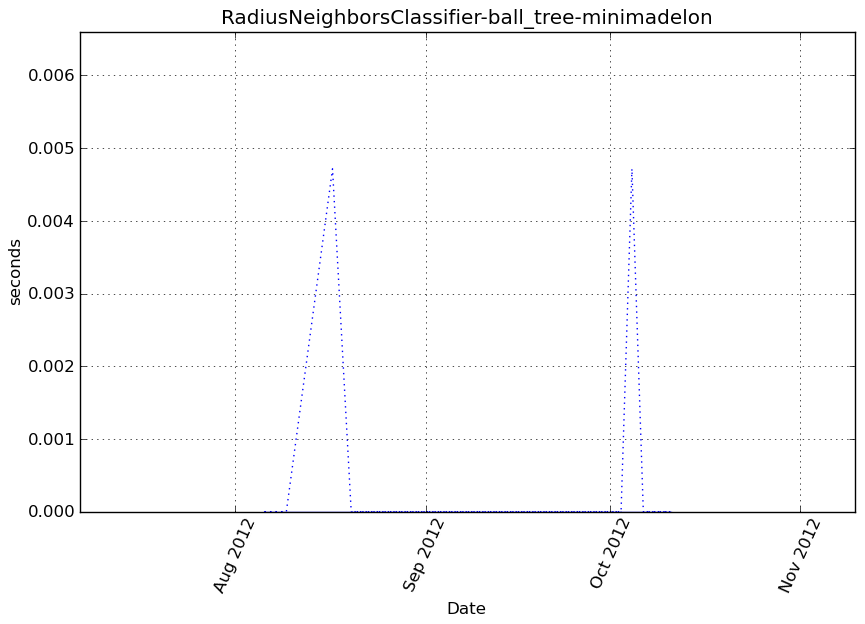 RadiusNeighborsClassifier-ball_tree-minimadelon
0.006
0.005
0.004
0.003
0.002
0.001
0.000
seconds
Aug 2012
Sep 2012
Oct 2012
Nov 2012
Date